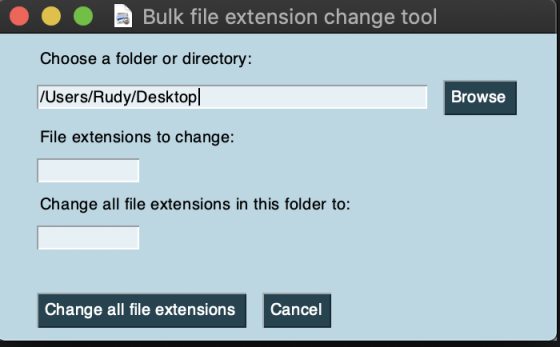 Bulk file extension change tool
Choose a folder or directory:
/Users/Rudy/Desktop
Browse
File extensions to change:
Change all file extensions in this folder to:
Change all file extensions
Cancel